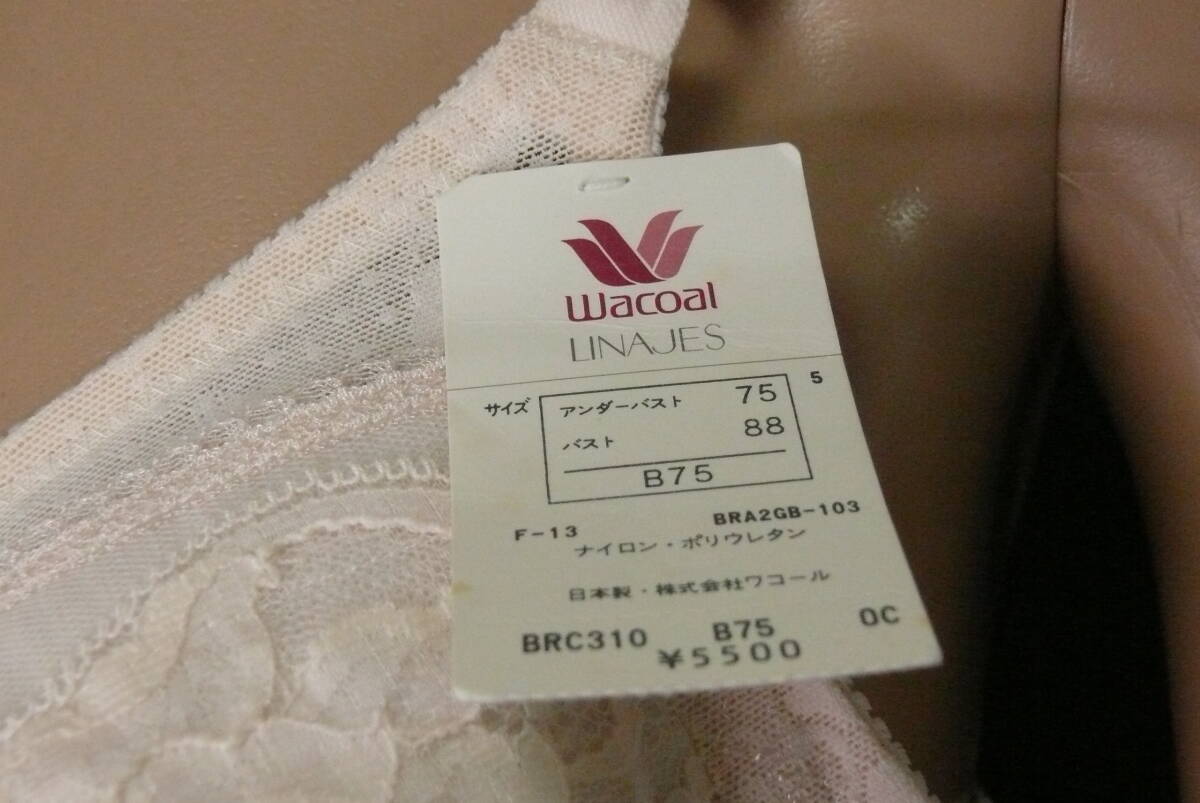 Wacoal
LINAJES
5
サイズ アンダーバスト 75
バスト 88
B75
F-13 BRA2GB-103
ナイロン・ポリウレタン
日本製・株式会社ワコール
BRC310 B75 OC
¥5500